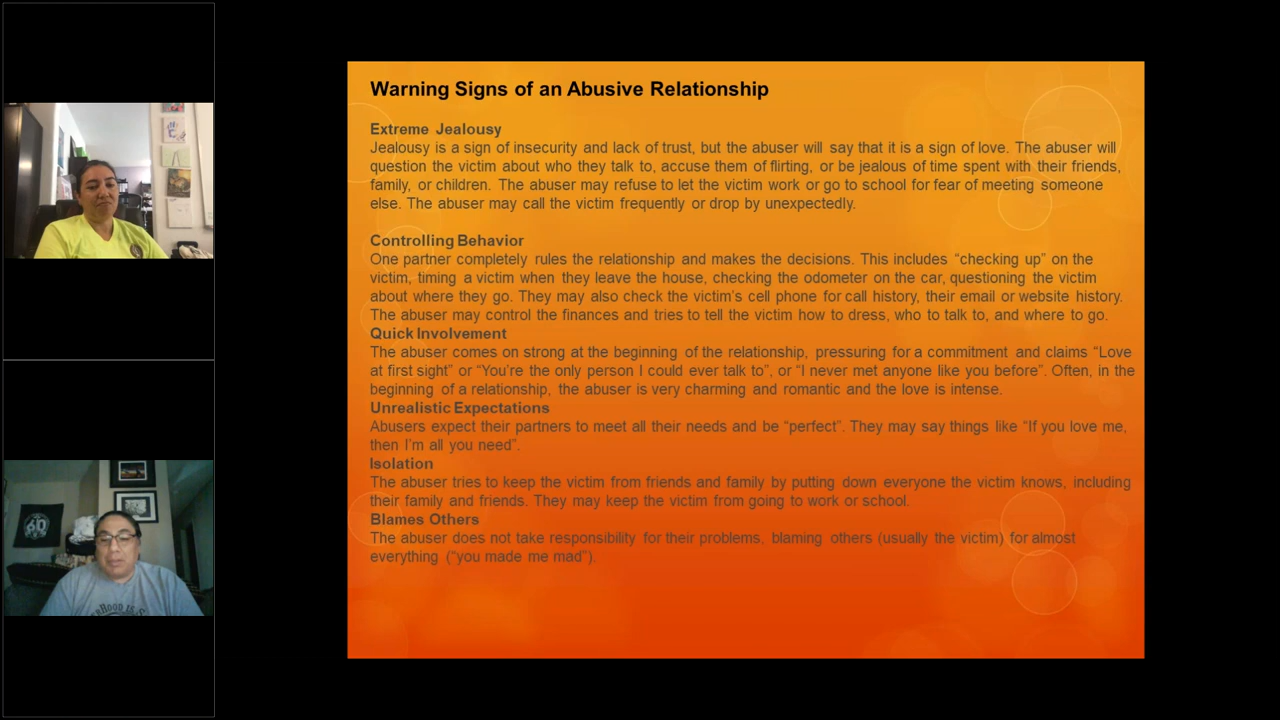 Warning Signs of an Abusive Relationship
Extreme Jealousy
Jealousy is a sign of insecurity and lack of trust, but the abuser will say that it is a sign of love. The abuser will
question the victim about who they talk to, accuse them of flirting, or be jealous of time spent with their friends,
family, or children. The abuser may refuse to let the victim work or go to school for fear of meeting someone
else. The abuser may call the victim frequently or drop by unexpectedly.
Controlling Behavior
One partner completely rules the relationship and makes the decisions. This includes “checking up” on the
victim, timing a victim when they leave the house, checking the odometer on the car, questioning the victim
about where they go. They may also check the victim’s cell phone for call history, their email or website history.
The abuser may control the finances and tries to tell the victim how to dress, who to talk to, and where to go.
Quick Involvement
The abuser comes on strong at the beginning of the relationship, pressuring for a commitment and claims “Love
at first sight” or “You’re the only person I could ever talk to”, or “I never met anyone like you before”. Often, in the
beginning of a relationship, the abuser is very charming and romantic and the love is intense.
Unrealistic Expectations
Abusers expect their partners to meet all their needs and be “perfect”. They may say things like “If you love me,
then I’m all you need”.
Isolation
The abuser tries to keep the victim from friends and family by putting down everyone the victim knows, including
their family and friends. They may keep the victim from going to work or school.
Blames Others
The abuser does not take responsibility for their problems, blaming others (usually the victim) for almost
everything (“you made me mad”).
60